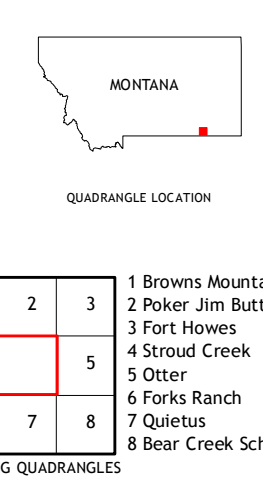 MONTANA
QUADRANGLE LOCATION
2 3
5
7 8
1 Browns Mounta
2 Poker Jim Butt
3 Fort Howes
4 Stroud Creek
5 Otter
6 Forks Ranch
7 Quietus
8 Bear Creek Sch
G QUADRANGLES